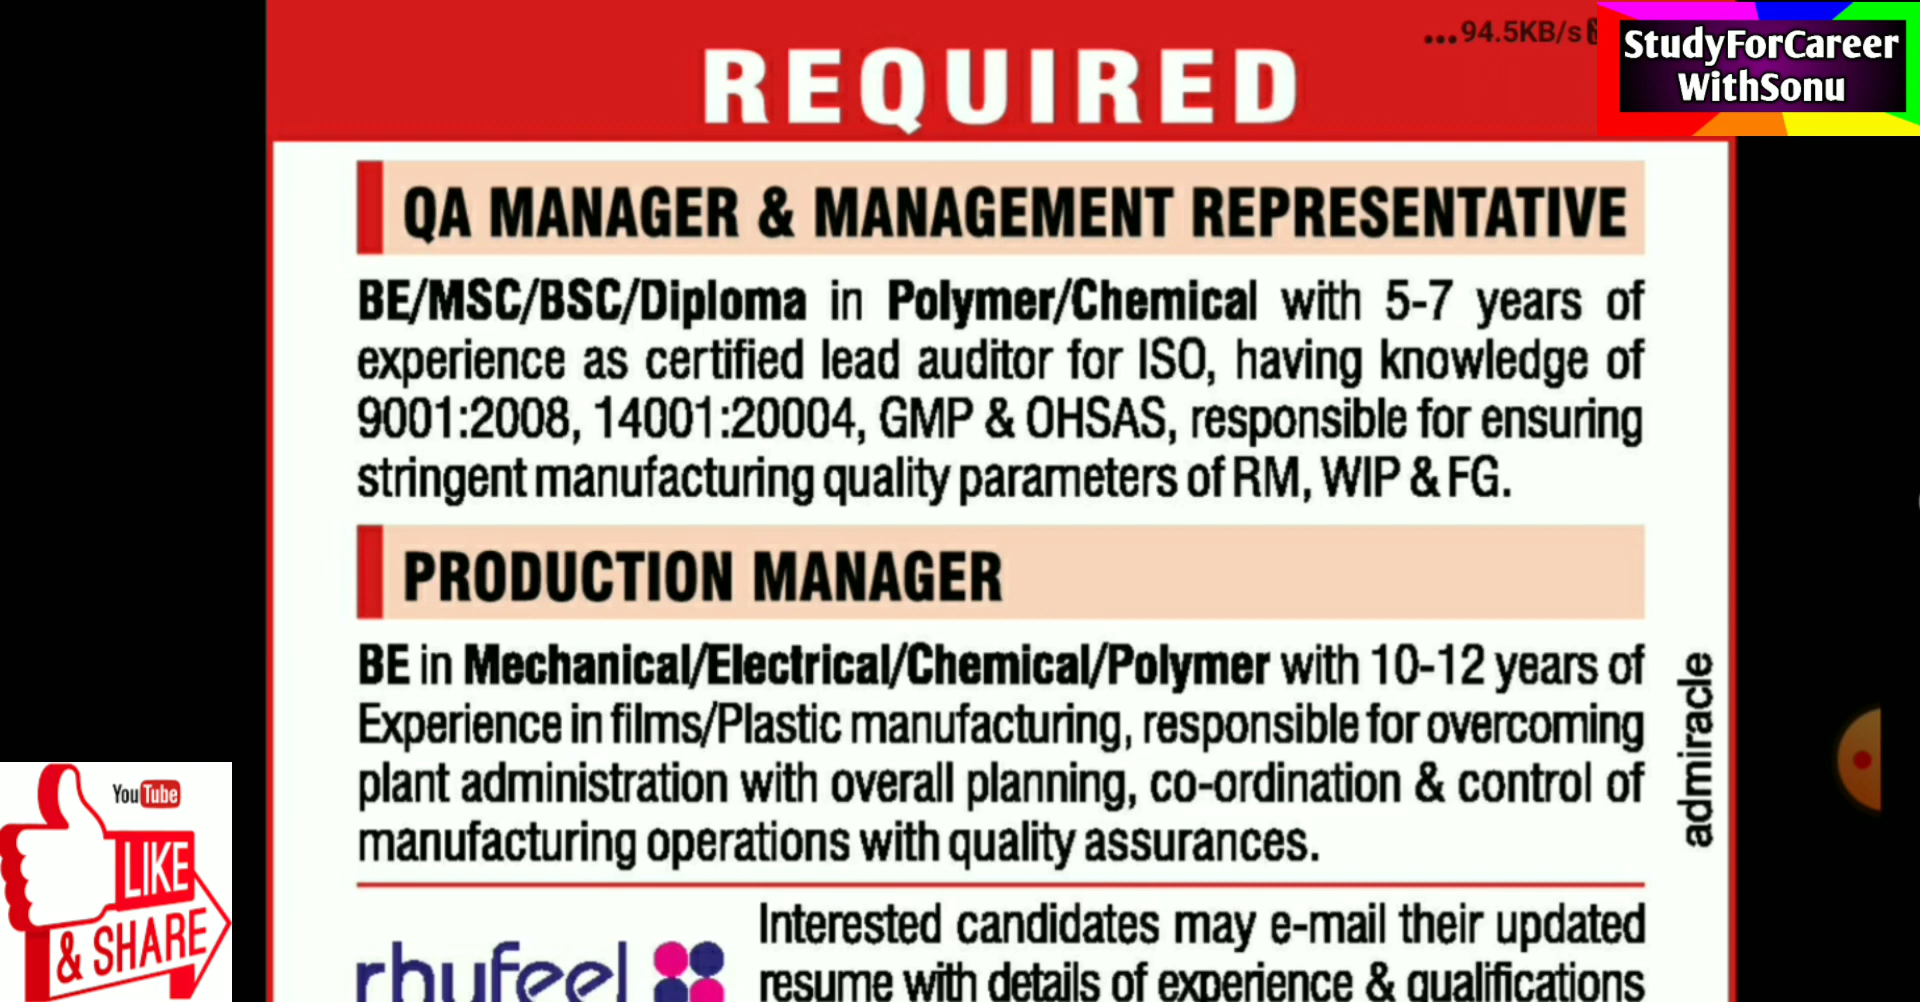 ...94.5KB/s
StudyForCareer
WithSonu
REQUIRED
QA MANAGER & MANAGEMENT REPRESENTATIVE
BE/MSC/BSC/Diploma in Polymer/Chemical with 5-7 years of
experience as certified lead auditor for ISO, having knowledge of
9001:2008, 14001:20004, GMP & OHSAS, responsible for ensuring
stringent manufacturing quality parameters of RM, WIP & FG.
PRODUCTION MANAGER
BE in Mechanical/Electrical/Chemical/Polymer with 10-12 years of
Experience in films/Plastic manufacturing, responsible for overcoming
plant administration with overall planning, co-ordination & control of
manufacturing operations with quality assurances.
admiracle
Interested candidates may e-mail their updated
resume with details of experience & qualifications
YouTube
LIKE
& SHARE